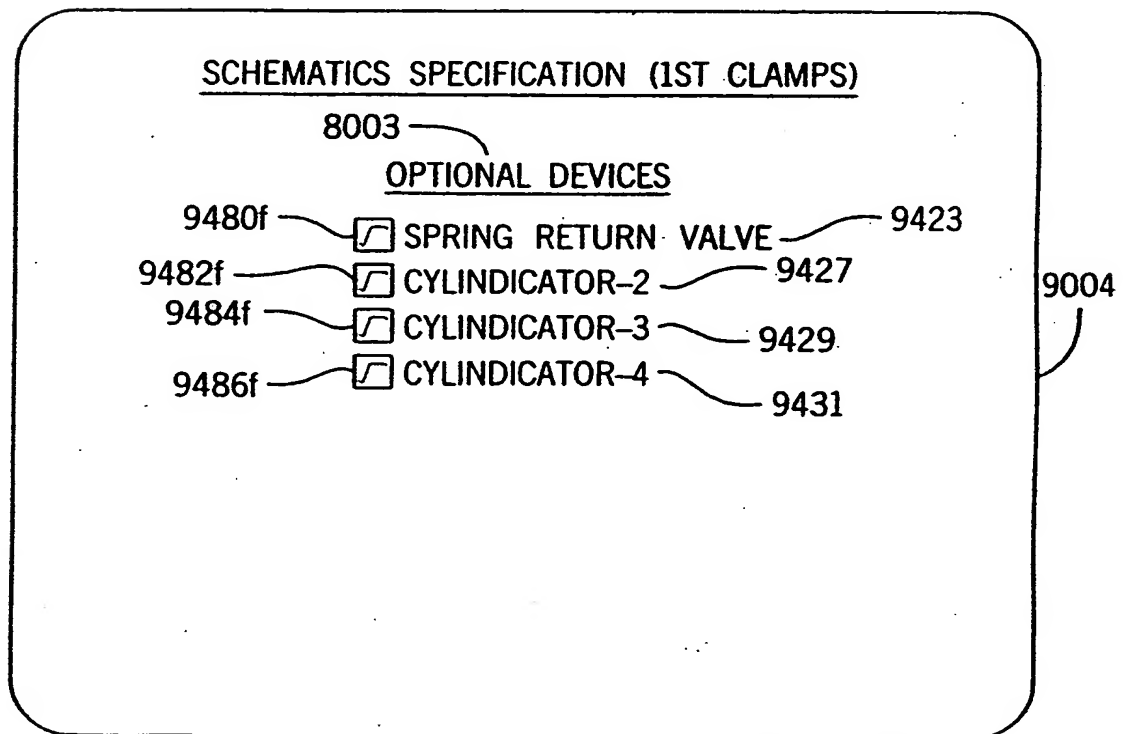 SCHEMATICS SPECIFICATION (1ST CLAMPS)
8003
OPTIONAL DEVICES
9480f SPRING RETURN VALVE 9423
9482f CYLINDICATOR-2 9427
9004
9484f CYLINDICATOR-3 9429
9486f CYLINDICATOR-4 9431